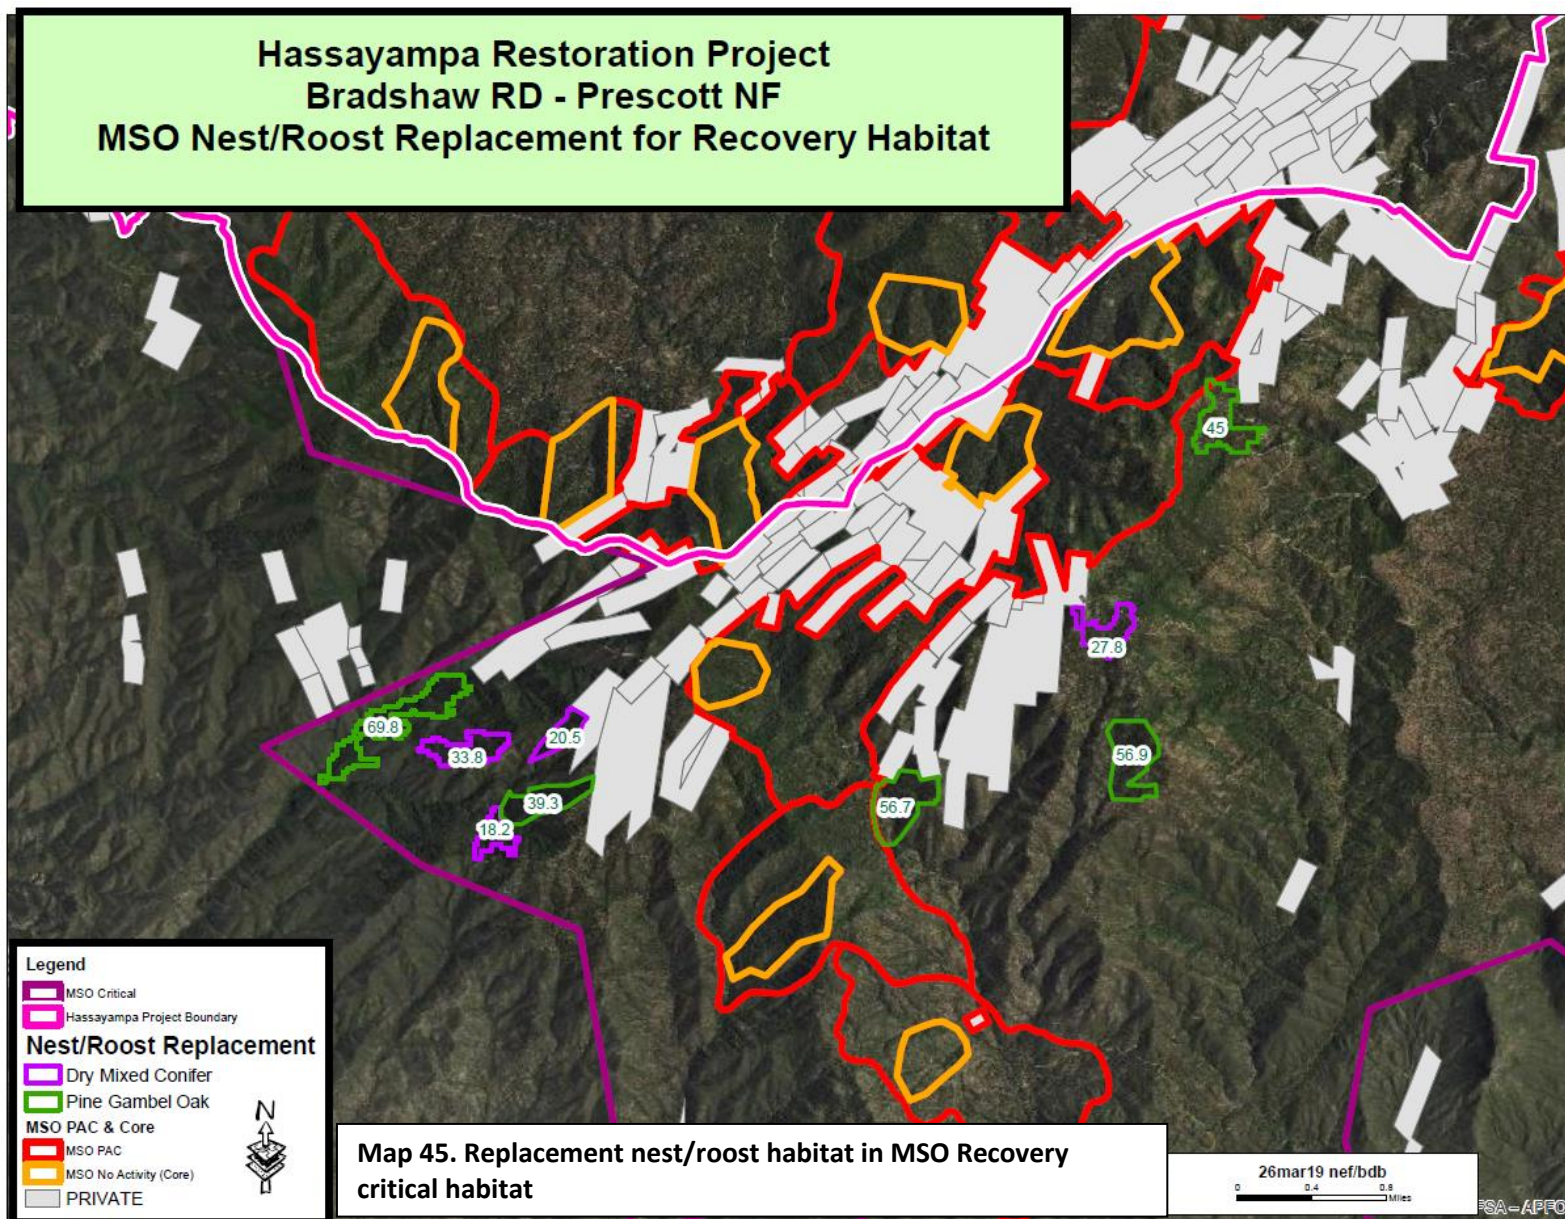 Hassayampa Restoration Project
Bradshaw RD - Prescott NF
MSO Nest/Roost Replacement for Recovery Habitat
45
27.8
69.8
20.5
33.8
56.9
39.3
56.7
18.2
Legend
MSO Critical
Hassayampa Project Boundary
Nest/Roost Replacement
Dry Mixed Conifer
Pine Gambel Oak
MSO PAC & Core
MSO PAC
MSO No Activity (Core)
PRIVATE
N
Map 45. Replacement nest/roost habitat in MSO Recovery
critical habitat
26mar19 nef/bdb
0 0.4 0.8
Miles